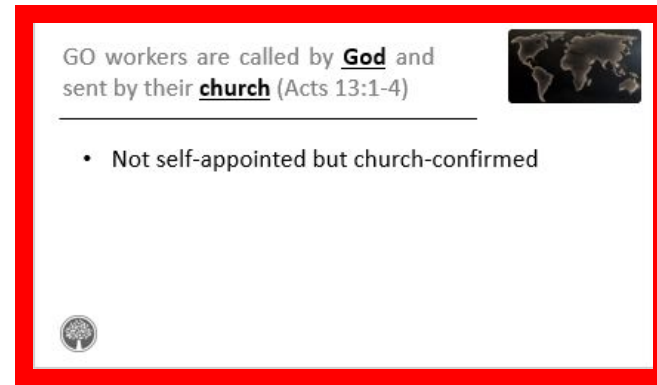 GO workers are called by God and
sent by their church (Acts 13:1-4)
• Not self-appointed but church-confirmed